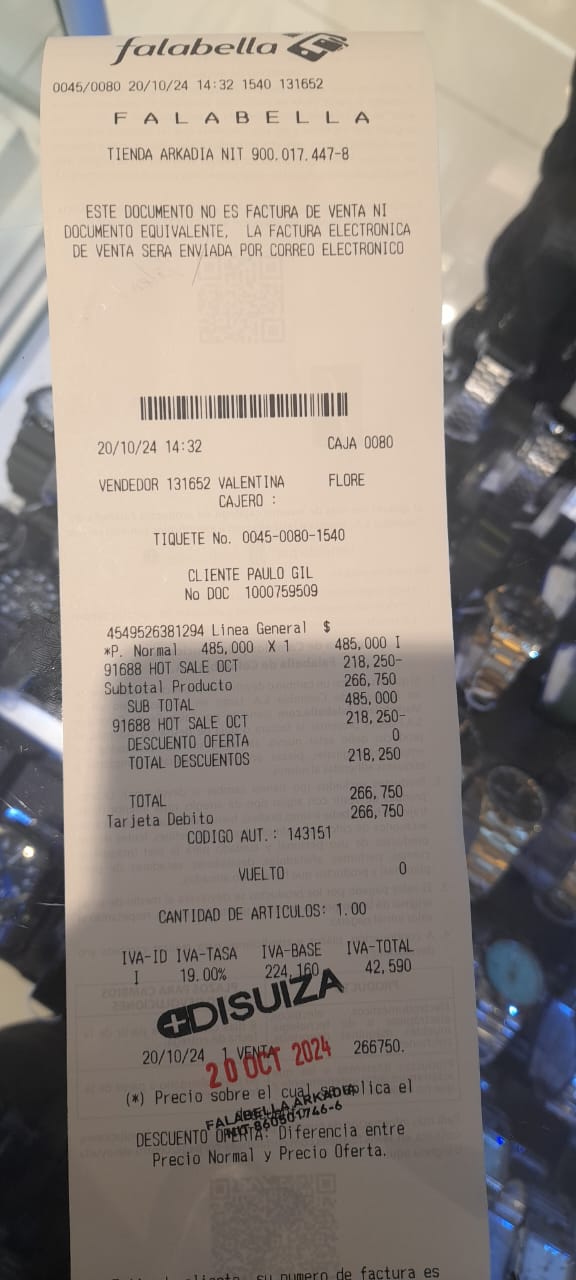 falabella
0045/0080 20/10/24 14:32 1540 131652
F A L A B E L L A
TIENDA ARKADIA NIT 900.017.447-8
ESTE DOCUMENTO NO ES FACTURA DE VENTA NI
DOCUMENTO EQUIVALENTE, LA FACTURA ELECTRONICA
DE VENTA SERA ENVIADA POR CORREO ELECTRONICO
20/10/24 14:32 CAJA 0080
VENDEDOR 131652 VALENTINA FLORE
CAJERO :
TIQUETE No. 0045-0080-1540
CLIENTE PAULO GIL
No DOC 1000759509
4549526381294 Linea General $
*P. Normal 485,000 X 1 485,000 I
91688 HOT SALE OCT 218,250-
Subtotal Producto 266,750
SUB TOTAL 485,000
91688 HOT SALE OCT 218,250-
DESCUENTO OFERTA 0
TOTAL DESCUENTOS 218,250
TOTAL 266,750
Tarjeta Debito 266,750
CODIGO AUT.: 143151
VUELTO 0
CANTIDAD DE ARTICULOS: 1.00
IVA-ID IVA-TASA IVA-BASE IVA-TOTAL
I 19.00% 224,160 42,590
DISUIZA
20/10/24 1 VENTA 266750.
20 OCT 2024
(*) Precio sobre el cual se aplica el
FALABELLA ARKADIA
NIT 860501746-6
DESCUENTO OFERTA: Diferencia entre
Precio Normal y Precio Oferta.
su numero de factura es